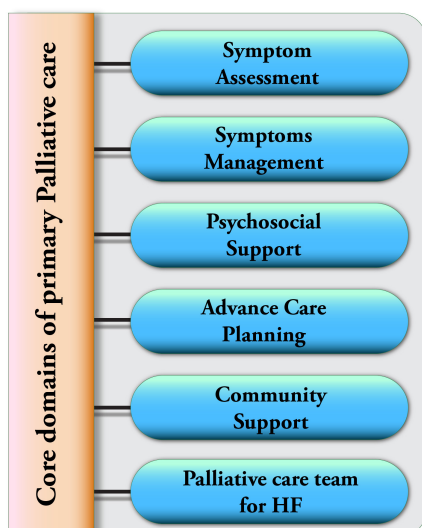 Core domains of primary Palliative care
Symptom
Assessment
Symptoms
Management
Psychosocial
Support
Advance Care
Planning
Community
Support
Palliative care team
for HF